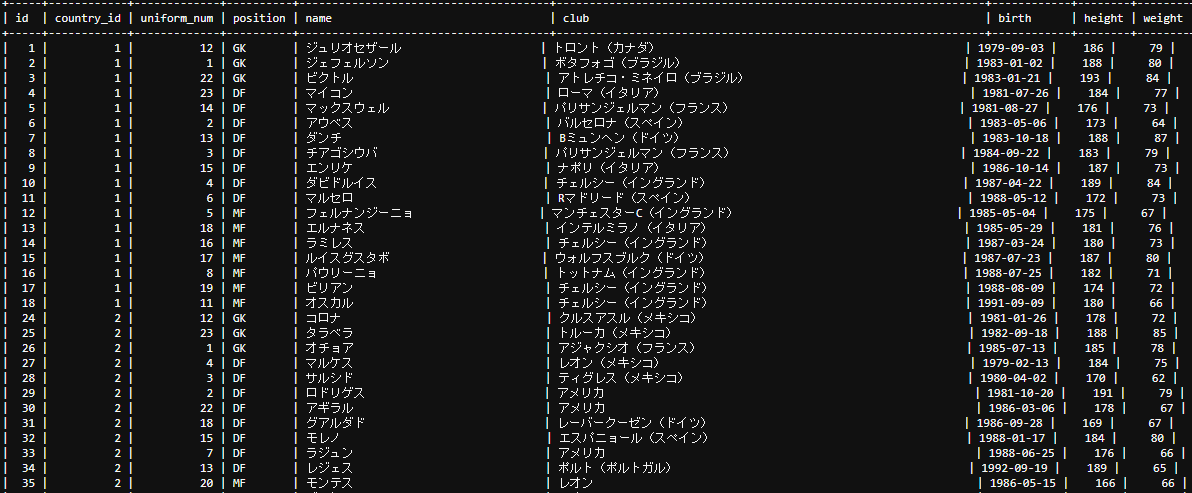 | id | country_id | uniform_num | position | name | club | birth | height | weight
| 1 | 1 | 12 | GK | ジュリオセザール | トロント（カナダ） | 1979-09-03 | 186 | 79 |
| 2 | 1 | 1 | GK | ジェフェルソン | ボタフォゴ（ブラジル） | 1983-01-02 | 188 | 80 |
| 3 | 1 | 22 | GK | ビクトル | アトレチコ・ミネイロ（ブラジル） | 1983-01-21 | 193 | 84 |
| 4 | 1 | 23 | DF | マイコン | ローマ（イタリア） | 1981-07-26 | 184 | 77 |
| 5 | 1 | 14 | DF | マックスウェル | パリサンジェルマン（フランス） | 1981-08-27 | 176 | 73 |
| 6 | 1 | 2 | DF | アウベス | バルセロナ（スペイン） | 1983-05-06 | 173 | 64 |
| 7 | 1 | 13 | DF | ダンチ | Bミュンヘン（ドイツ） | 1983-10-18 | 188 | 87 |
| 8 | 1 | 3 | DF | チアゴシウバ | パリサンジェルマン（フランス） | 1984-09-22 | 183 | 79 |
| 9 | 1 | 15 | DF | エンリケ | ナポリ（イタリア） | 1986-10-14 | 187 | 73 |
| 10 | 1 | 4 | DF | ダビドルイス | チェルシー（イングランド） | 1987-04-22 | 189 | 84 |
| 11 | 1 | 6 | DF | マルセロ | Rマドリード（スペイン） | 1988-05-12 | 172 | 73 |
| 12 | 1 | 5 | MF | フェルナンジーニョ | マンチェスターC（イングランド） | 1985-05-04 | 175 | 67 |
| 13 | 1 | 18 | MF | エルナネス | インテルミラノ（イタリア） | 1985-05-29 | 181 | 76 |
| 14 | 1 | 16 | MF | ラミレス | チェルシー（イングランド） | 1987-03-24 | 180 | 73 |
| 15 | 1 | 17 | MF | ルイスグスタボ | ウォルフスブルク（ドイツ） | 1987-07-23 | 187 | 80 |
| 16 | 1 | 8 | MF | パウリーニョ | トットナム（イングランド） | 1988-07-25 | 182 | 71 |
| 17 | 1 | 19 | MF | ビリアン | チェルシー（イングランド） | 1988-08-09 | 174 | 72 |
| 18 | 1 | 11 | MF | オスカル | チェルシー（イングランド） | 1991-09-09 | 180 | 66 |
| 24 | 2 | 12 | GK | コロナ | クルスアスル（メキシコ） | 1981-01-26 | 178 | 72 |
| 25 | 2 | 23 | GK | タラベラ | トルーカ（メキシコ） | 1982-09-18 | 188 | 85 |
| 26 | 2 | 1 | GK | オチョア | アジャクシオ（フランス） | 1985-07-13 | 185 | 78 |
| 27 | 2 | 4 | DF | マルケス | レオン（メキシコ） | 1979-02-13 | 184 | 75 |
| 28 | 2 | 3 | DF | サルシド | ティグレス（メキシコ） | 1980-04-02 | 170 | 62 |
| 29 | 2 | 2 | DF | ロドリゲス | アメリカ | 1981-10-20 | 191 | 79 |
| 30 | 2 | 22 | DF | アギラル | アメリカ | 1986-03-06 | 178 | 67 |
| 31 | 2 | 18 | DF | グアルダド | レーバークーゼン（ドイツ） | 1986-09-28 | 169 | 67 |
| 32 | 2 | 15 | DF | モレノ | エスパニョール（スペイン） | 1988-01-17 | 184 | 80 |
| 33 | 2 | 7 | DF | ラジュン | アメリカ | 1988-06-25 | 176 | 66 |
| 34 | 2 | 13 | DF | レジェス | ポルト（ポルトガル） | 1992-09-19 | 189 | 65 |
| 35 | 2 | 20 | MF | モンテス | レオン | 1986-05-15 | 166 | 66 |